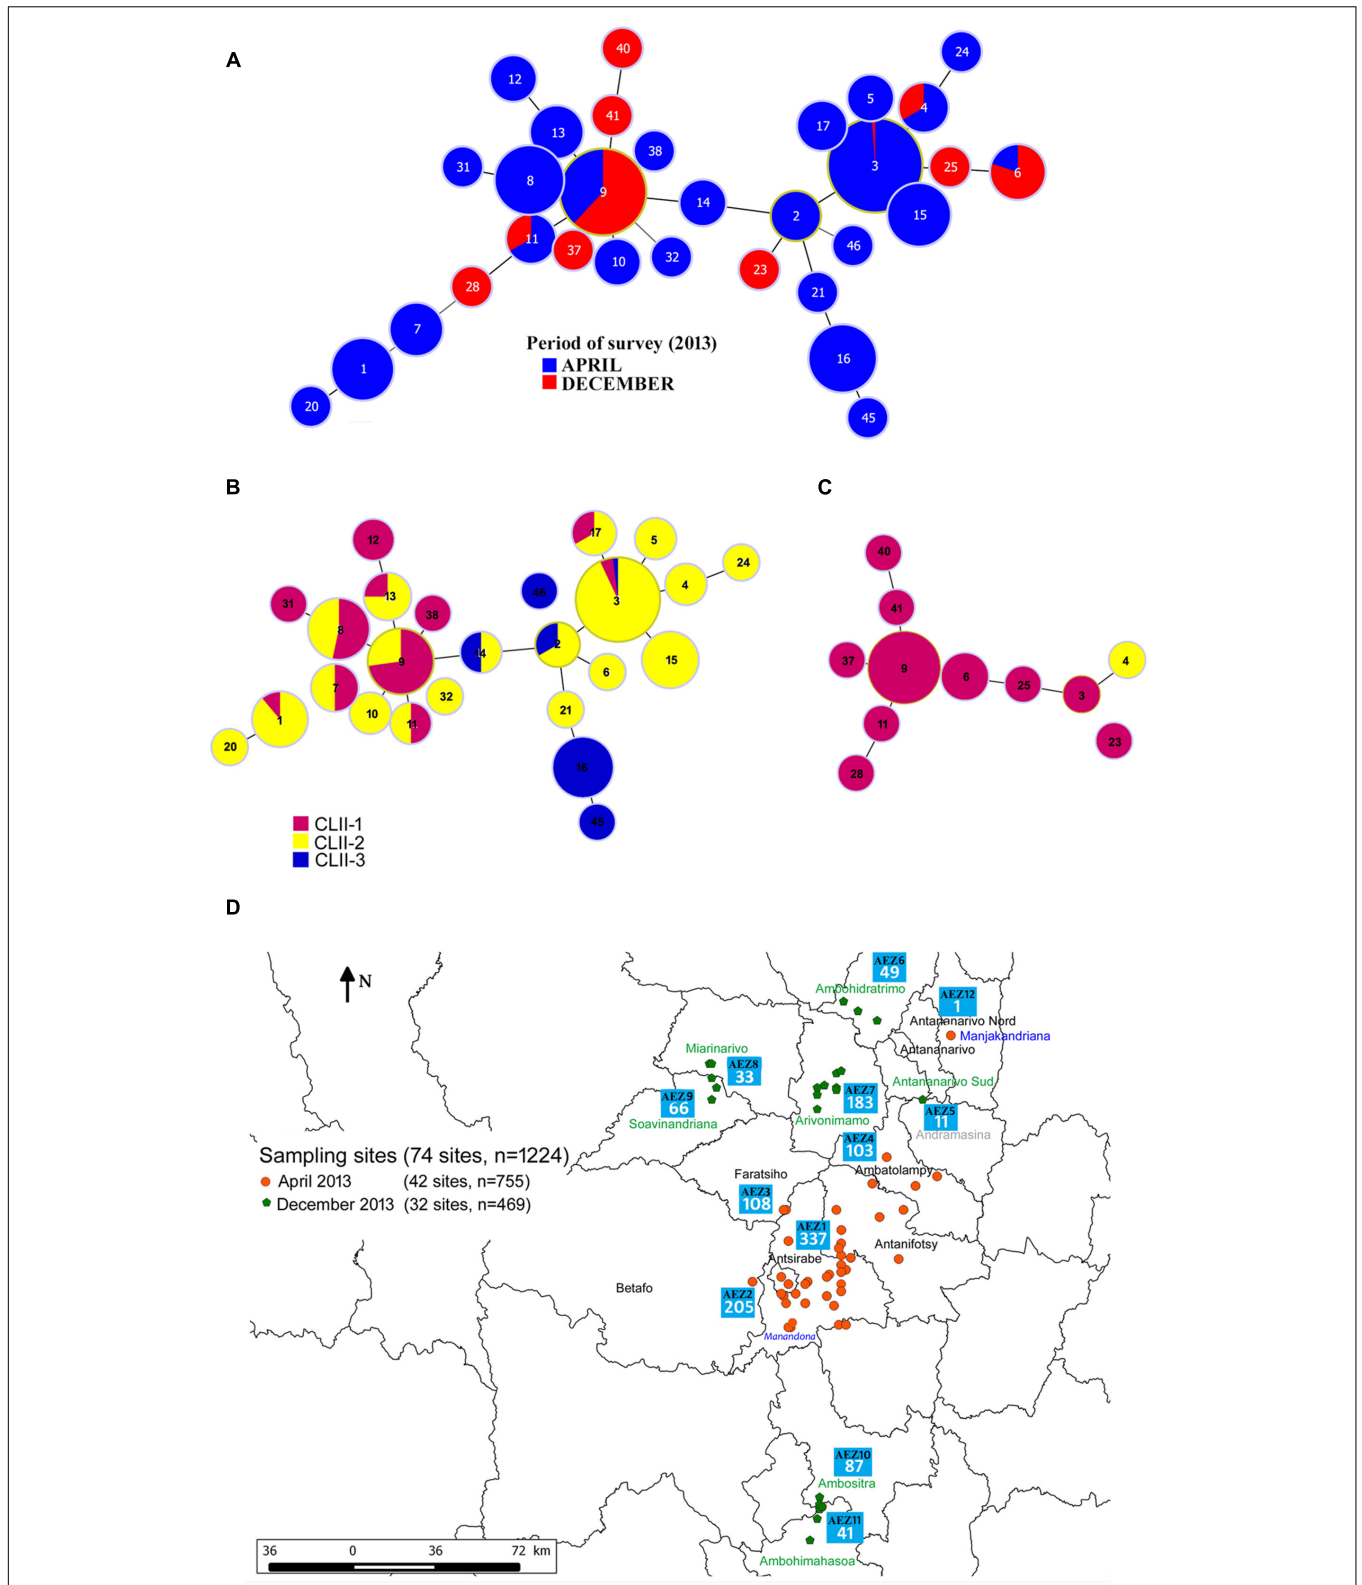 A
40
24
12
5
4
41
17
13
38
3
31
25
6
8
9
14
15
2
11
46
37
10
32
23
28
21
7
Period of survey (2013)
16
APRIL
1
DECEMBER
20
45
B
C
17
12
5
40
24
4
13
46
31
3
41
38
8
2
15
37
9
4
14
9
6
6
25
7
3
32
10
21
1
11
11
23
20
16
28
45
CLII-1
CLII-2
CLII-3
D
N
AEZ6
49
Ambohidratrimo
AEZ12
1
Antananarivo Nord
Manjakandriana
Miarinarivo
Antananarivo
AEZ8
33
Antananarivo Sud
AEZ9
66
AEZ7
183
Soavinandriana
Arivonimamo
AEZ5
11
Andramasina
AEZ4
103
Sampling sites (74 sites, n=1224)
April 2013 (42 sites, n=755)
December 2013 (32 sites, n=469)
Faratsiho
Ambatolampy
AEZ3
108
AEZ1
337
Antanifotsy
Antsirabe
Betafo
AEZ2
205
Manandona
AEZ10
87
Ambositra
AEZ11
41
36 0 36 72 km
Ambohimahasoa